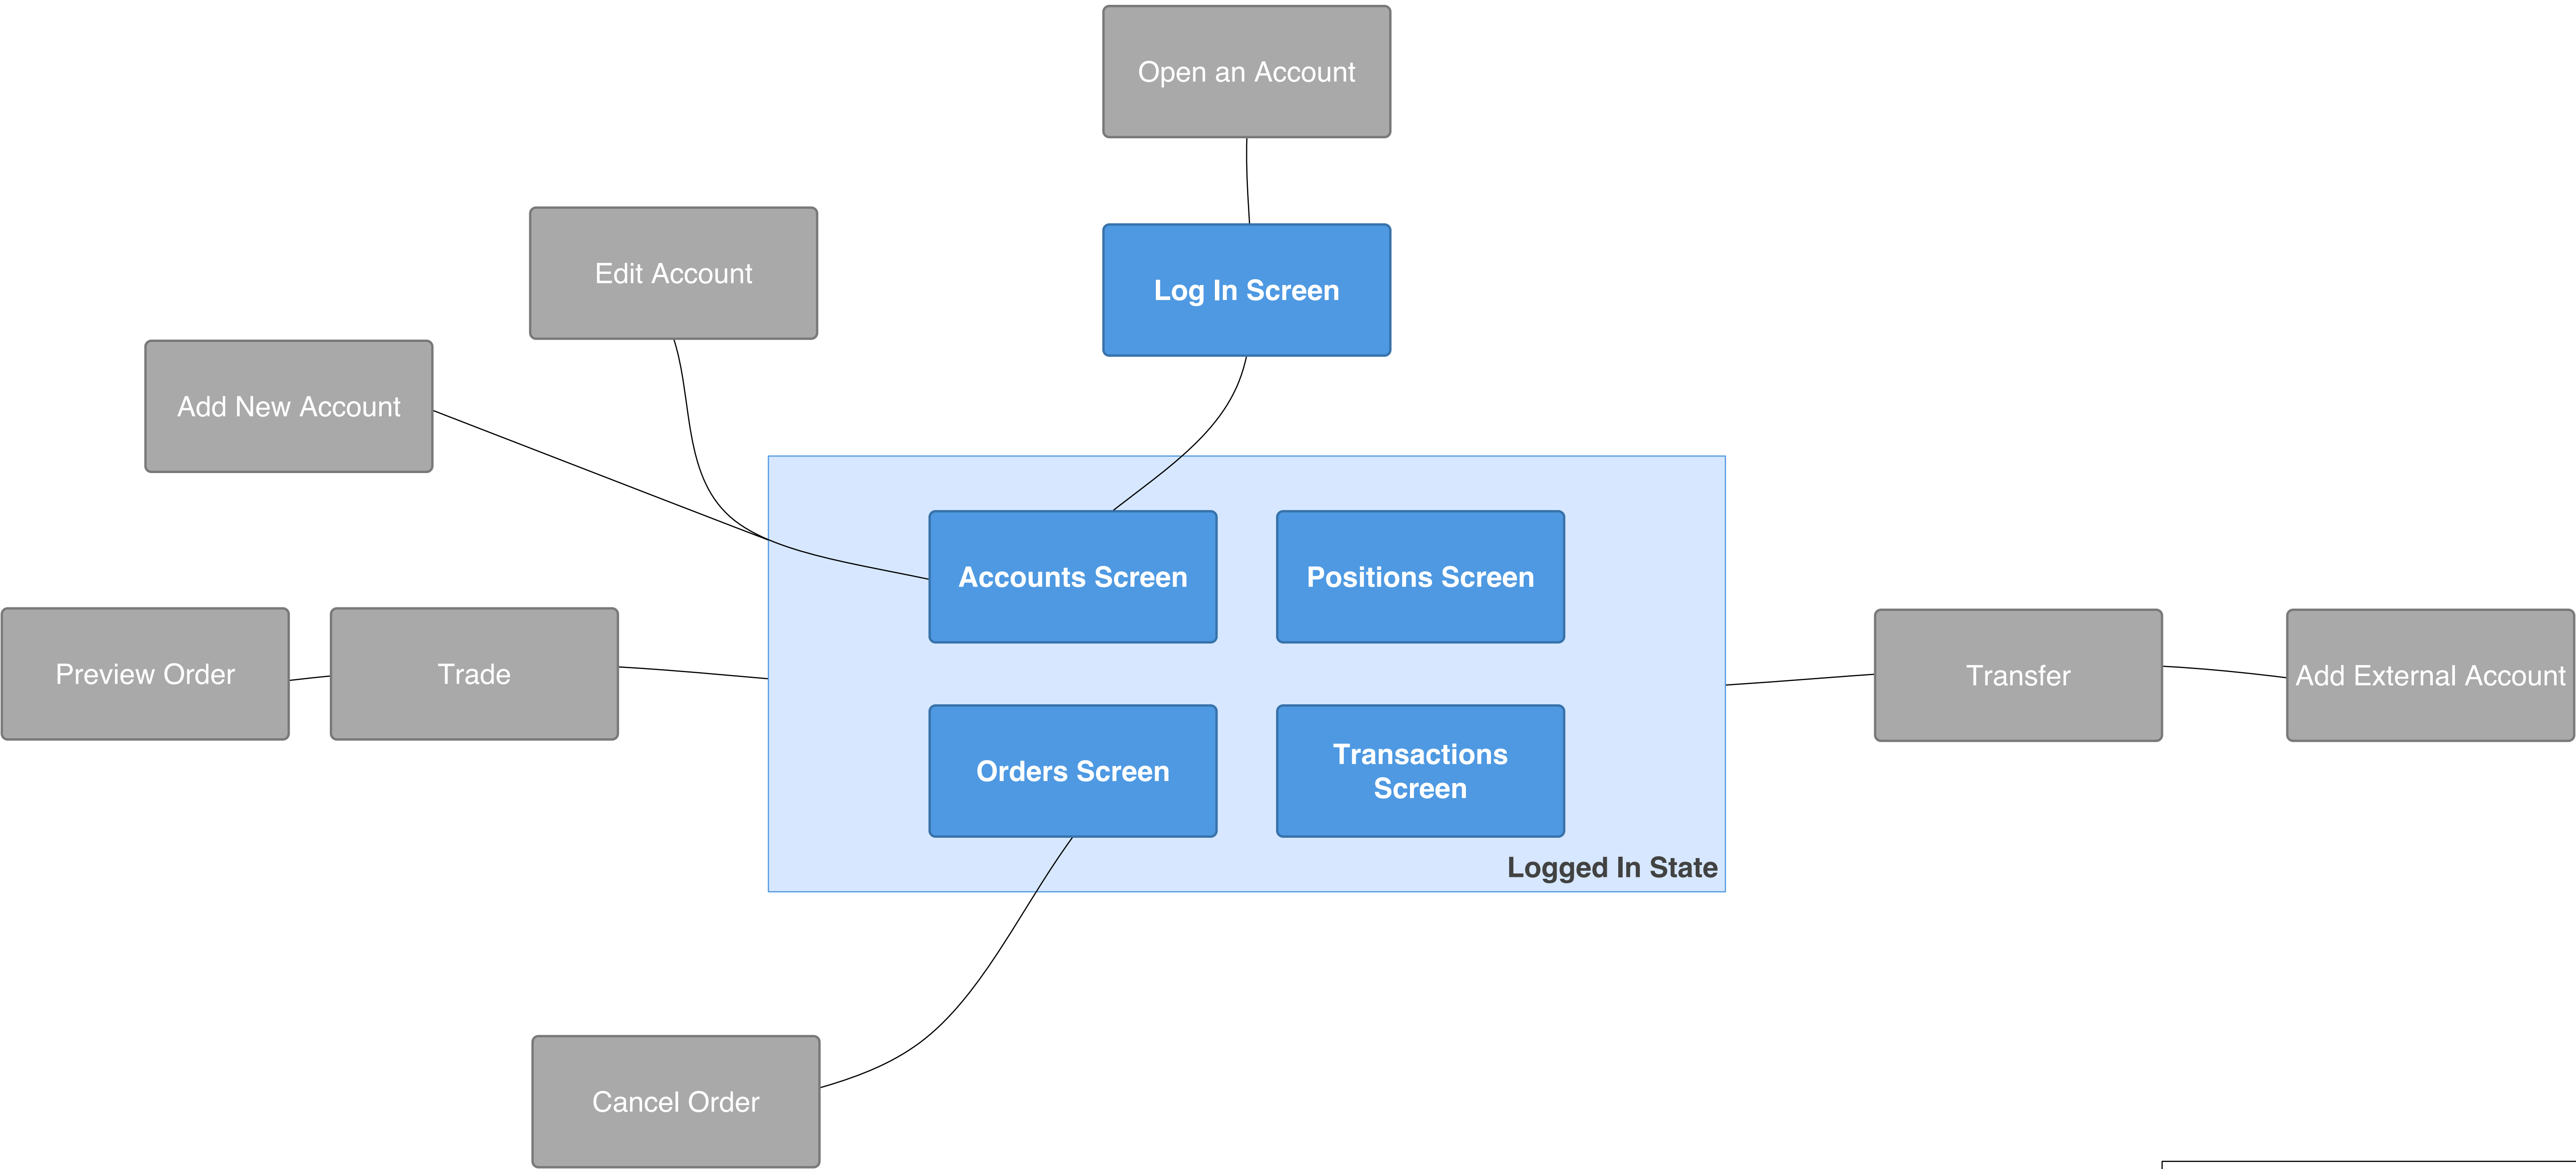 Open an Account
Edit Account
Log In Screen
Add New Account
Accounts Screen
Positions Screen
Preview Order
Trade
Transfer
Add External Account
Orders Screen
Transactions
Screen
Logged In State
Cancel Order